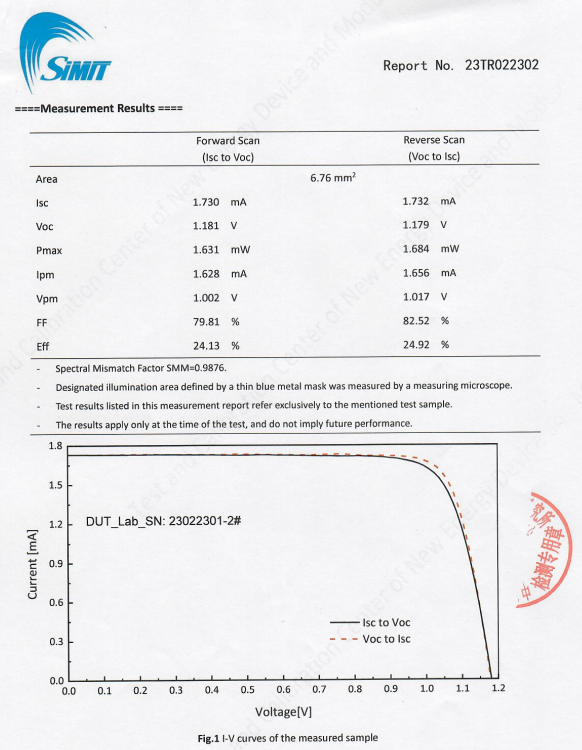 SIMIT
Report No. 23TR022302
====Measurement Results ====
Forward Scan Reverse Scan
(Isc to Voc) (Voc to Isc)
Area 6.76 mm²
Isc 1.730 mA 1.732 mA
Voc 1.181 V 1.179 V
Pmax 1.631 mW 1.684 mW
Ipm 1.628 mA 1.656 mA
Vpm 1.002 V 1.017 V
FF 79.81 % 82.52 %
Eff 24.13 % 24.92 %
- Spectral Mismatch Factor SMM=0.9876.
- Designated illumination area defined by a thin blue metal mask was measured by a measuring microscope.
- Test results listed in this measurement report refer exclusively to the mentioned test sample.
- The results apply only at the time of the test, and do not imply future performance.
1.8
1.5
1.2
0.9
0.6
0.3
0.0
Current [mA]
DUT_Lab_SN: 23022301-2#
Isc to Voc
Voc to Isc
0.0 0.1 0.2 0.3 0.4 0.5 0.6 0.7 0.8 0.9 1.0 1.1 1.2
Voltage[V]
Fig.1 I-V curves of the measured sample
究所
检测专用章